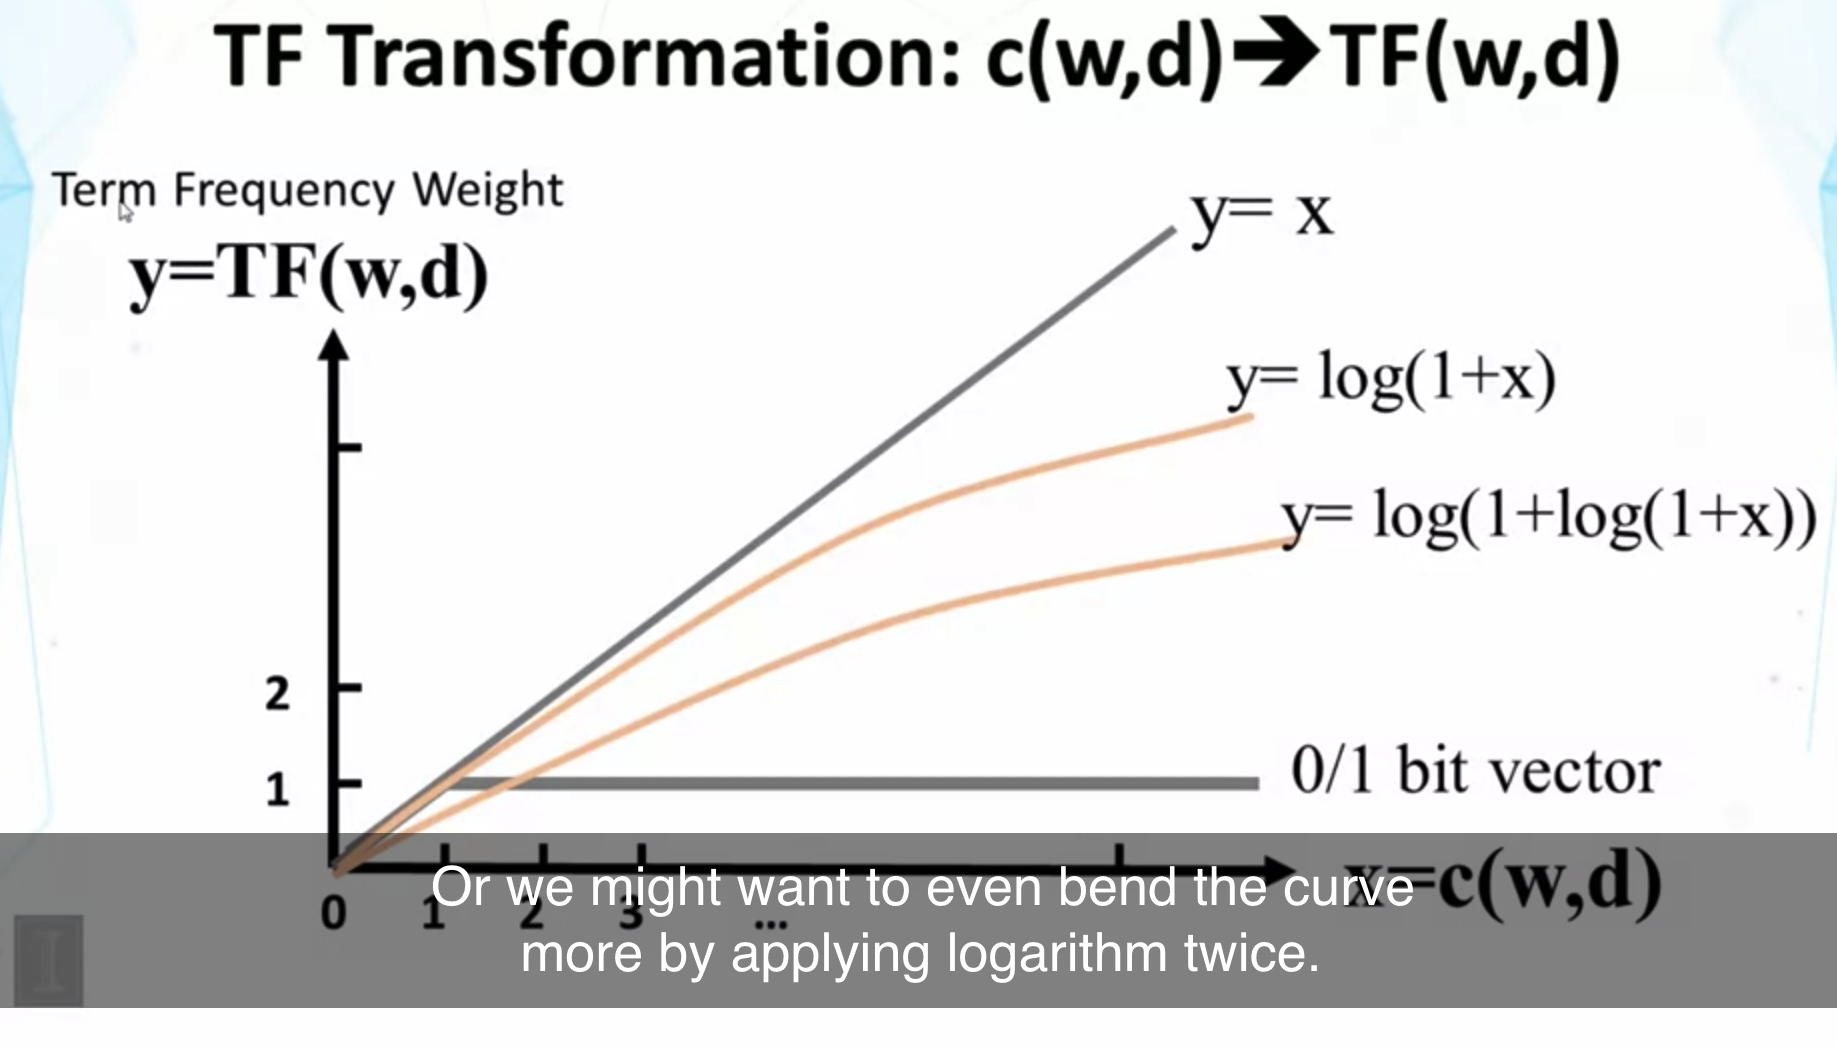 TF Transformation: c(w,d)➔TF(w,d)
Term Frequency Weight
y=TF(w,d)
y= x
y= log(1+x)
y= log(1+log(1+x))
2
1
0/1 bit vector
x=c(w,d)
0 1 2 3 ...
Or we might want to even bend the curve
more by applying logarithm twice.
I